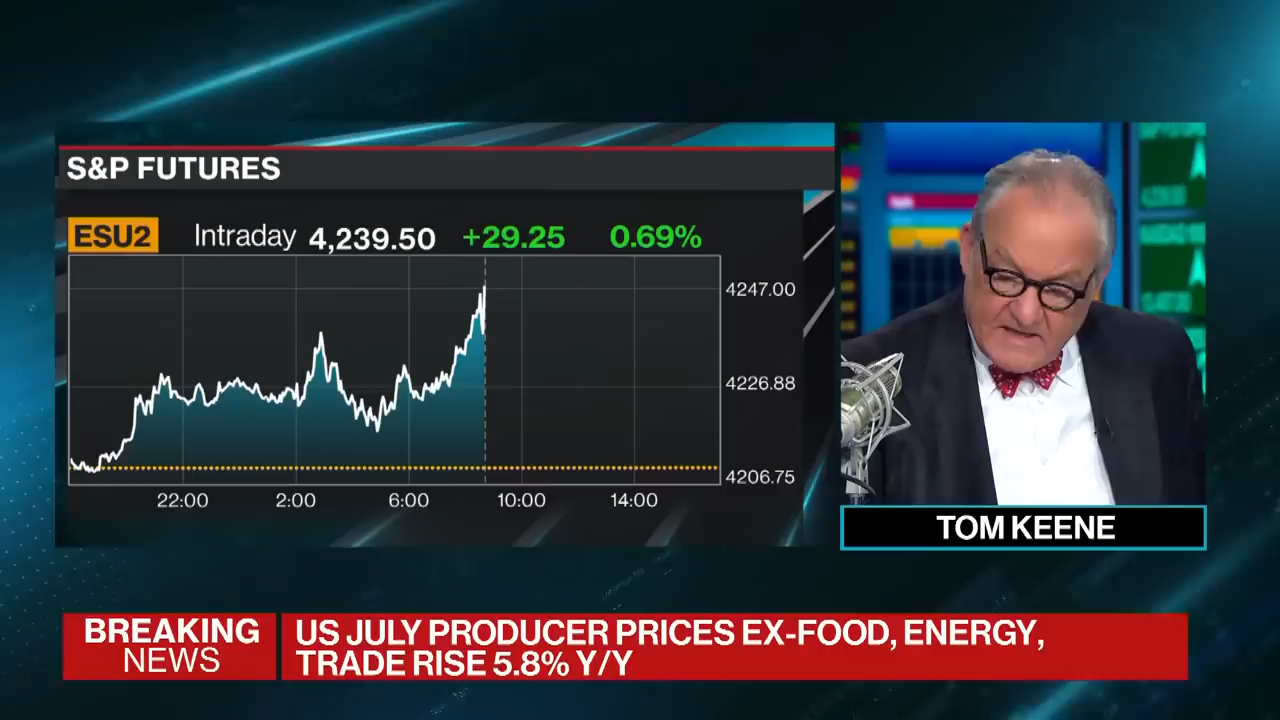 S&P FUTURES
ESU2 Intraday 4,239.50 +29.25 0.69%
4247.00
4226.88
4206.75
22:00 2:00 6:00 10:00 14:00
TOM KEENE
BREAKING NEWS
US JULY PRODUCER PRICES EX-FOOD, ENERGY,
TRADE RISE 5.8% Y/Y